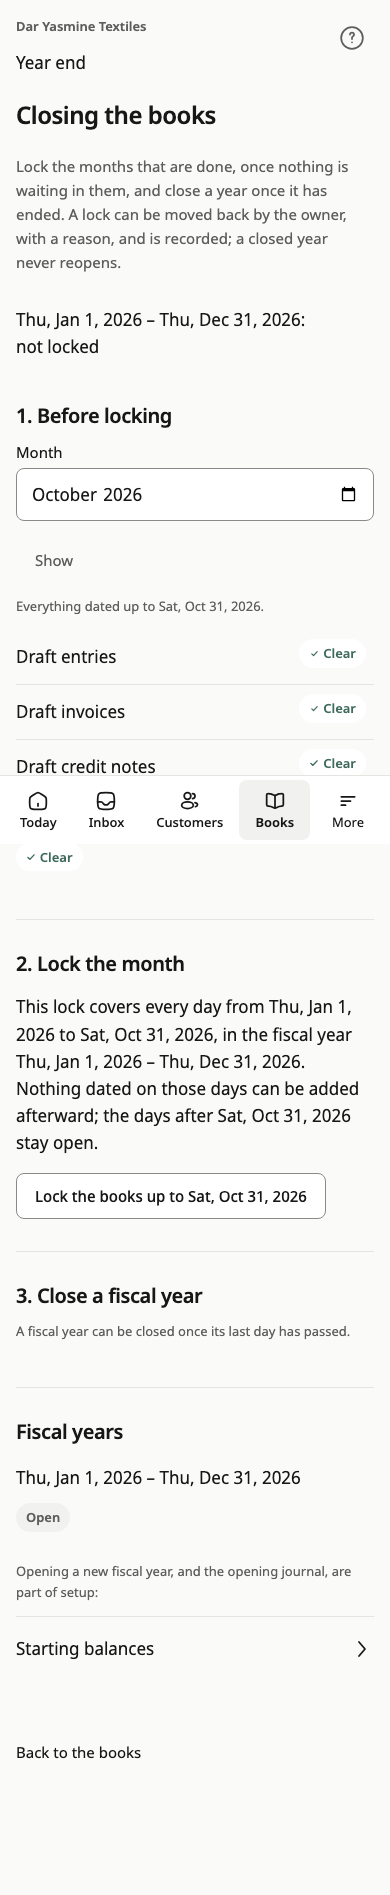 Dar Yasmine Textiles
Year end
Closing the books
Lock the months that are done, once nothing is
waiting in them, and close a year once it has
ended. A lock can be moved back by the owner,
with a reason, and is recorded; a closed year
never reopens.
Thu, Jan 1, 2026 – Thu, Dec 31, 2026:
not locked
1. Before locking
Month
October 2026
Show
Everything dated up to Sat, Oct 31, 2026.
Draft entries
Clear
Draft invoices
Clear
Draft credit notes
Clear
Today
Inbox
Customers
Books
More
Clear
2. Lock the month
This lock covers every day from Thu, Jan 1,
2026 to Sat, Oct 31, 2026, in the fiscal year
Thu, Jan 1, 2026 – Thu, Dec 31, 2026.
Nothing dated on those days can be added
afterward; the days after Sat, Oct 31, 2026
stay open.
Lock the books up to Sat, Oct 31, 2026
3. Close a fiscal year
A fiscal year can be closed once its last day has passed.
Fiscal years
Thu, Jan 1, 2026 – Thu, Dec 31, 2026
Open
Opening a new fiscal year, and the opening journal, are
part of setup:
Starting balances
Back to the books